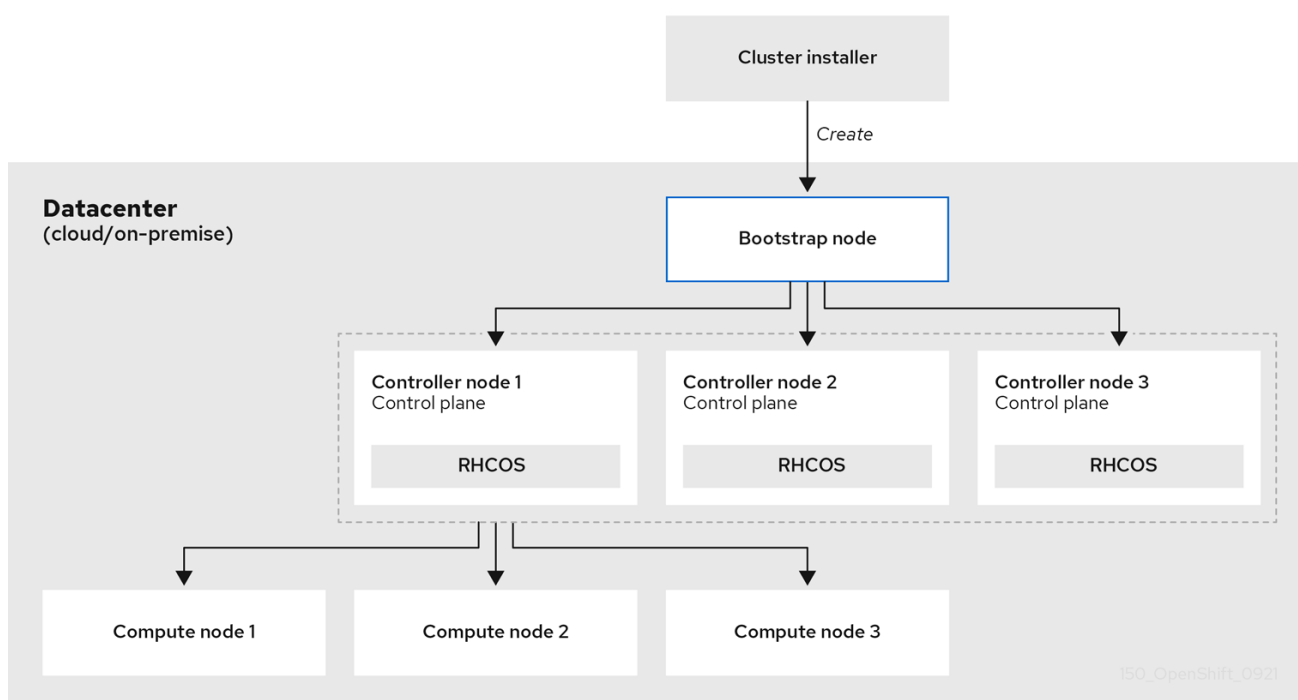 Cluster installer
Create
Datacenter
(cloud/on-premise)
Bootstrap node
Controller node 1
Control plane
RHCOS
Controller node 2
Control plane
RHCOS
Controller node 3
Control plane
RHCOS
Compute node 1
Compute node 2
Compute node 3
150_OpenShift_0921